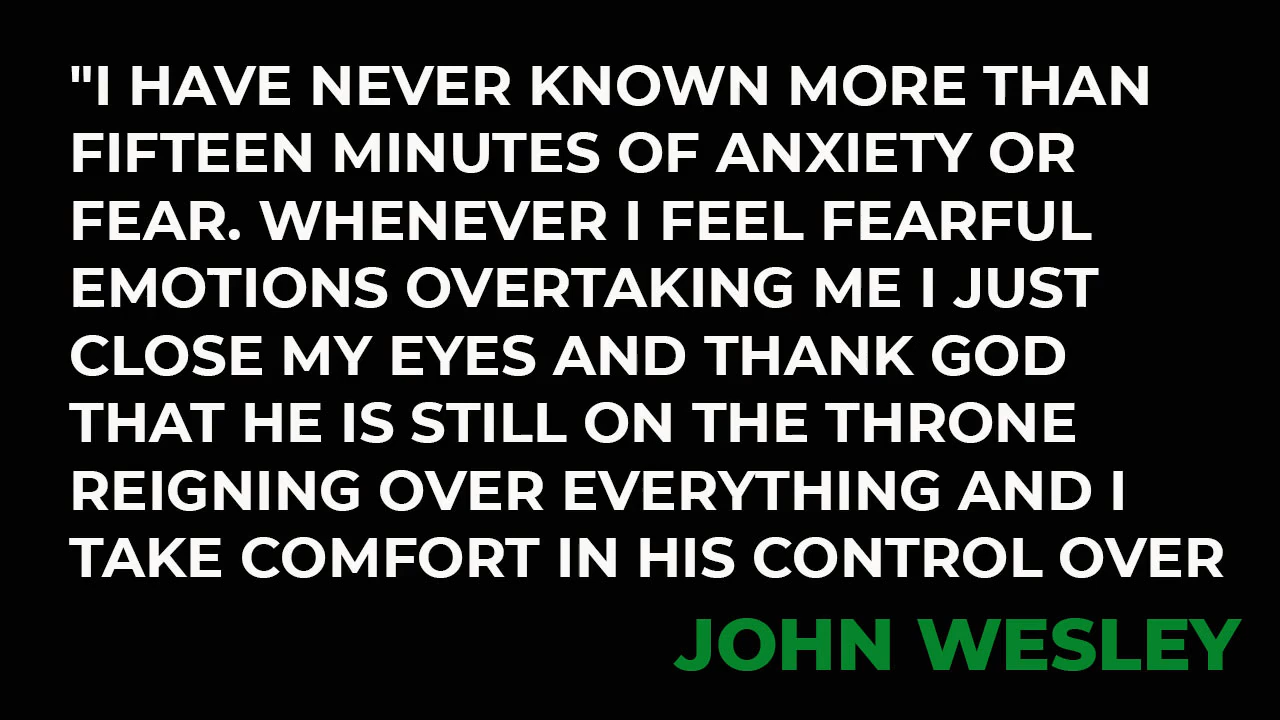 "I HAVE NEVER KNOWN MORE THAN
FIFTEEN MINUTES OF ANXIETY OR
FEAR. WHENEVER I FEEL FEARFUL
EMOTIONS OVERTAKING ME I JUST
CLOSE MY EYES AND THANK GOD
THAT HE IS STILL ON THE THRONE
REIGNING OVER EVERYTHING AND I
TAKE COMFORT IN HIS CONTROL OVER
JOHN WESLEY